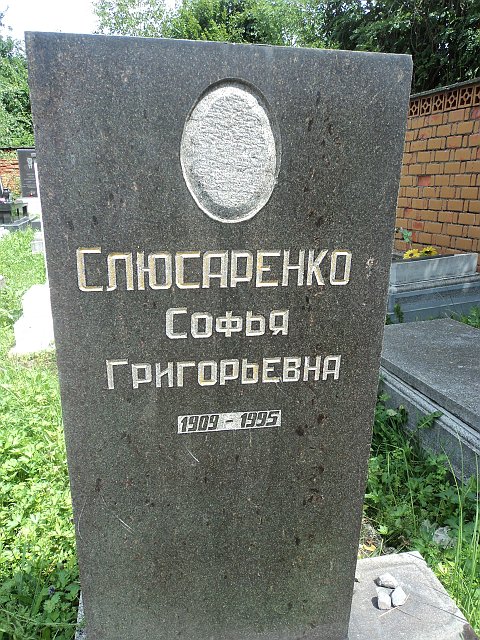 Слюсаренко
Софья
Григорьевна
1909 - 1995